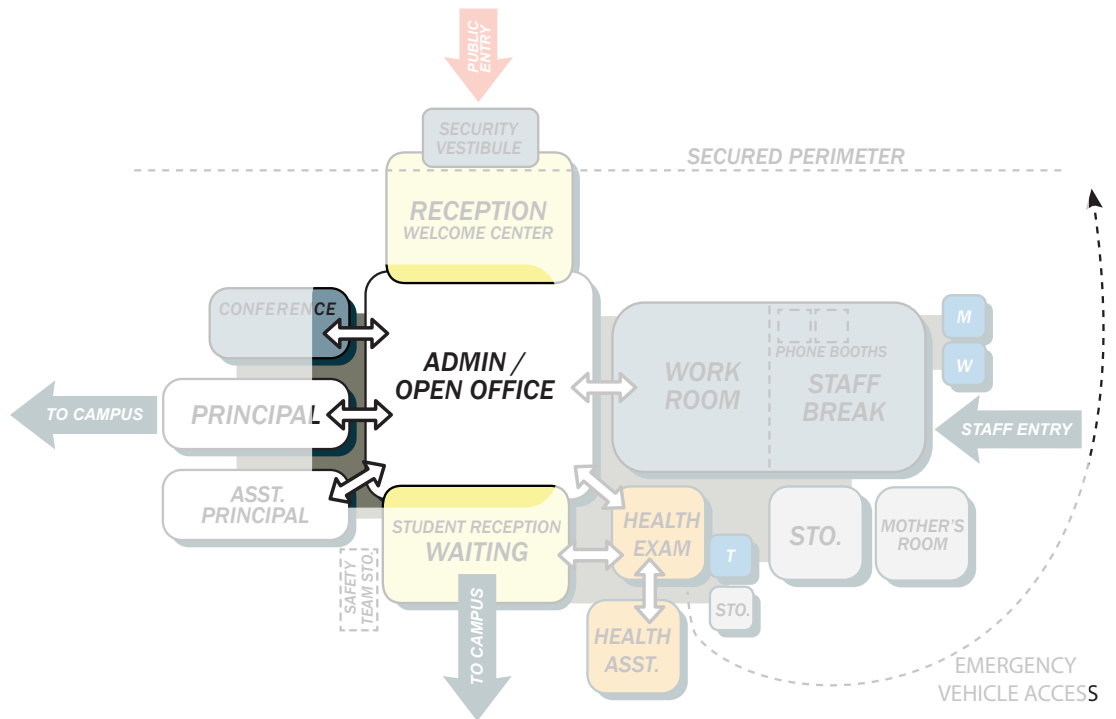 PUBLIC
ENTRY
SECURITY
VESTIBULE
SECURED PERIMETER
RECEPTION
WELCOME CENTER
CONFERENCE
ADMIN /
OPEN OFFICE
WORK
ROOM
PHONE BOOTHS
STAFF
BREAK
M
W
TO CAMPUS
PRINCIPAL
STAFF ENTRY
ASST.
PRINCIPAL
STUDENT RECEPTION
WAITING
HEALTH
EXAM
T
STO.
MOTHER'S
ROOM
SAFETY
TEAM STO.
TO CAMPUS
HEALTH
ASST.
STO.
EMERGENCY
VEHICLE ACCESS